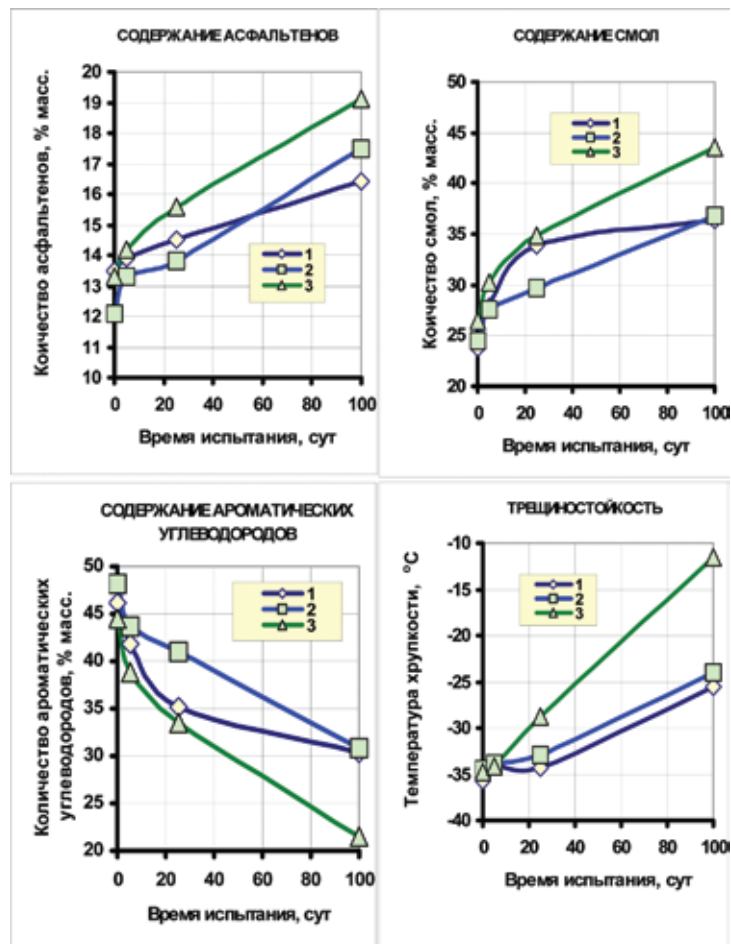 СОДЕРЖАНИЕ АСФАЛЬТЕНОВ
Коичество асфальтенов, % масс.
20
19
18
17
16
15
14
13
12
11
10
1
2
3
0 20 40 60 80 100
Время испытания, сут
СОДЕРЖАНИЕ СМОЛ
Коичество смол, % масс.
50
45
40
35
30
25
20
1
2
3
0 20 40 60 80 100
Время испытания, сут
СОДЕРЖАНИЕ АРОМАТИЧЕСКИХ
УГЛЕВОДОРОДОВ
Количество ароматических
углеводородов, % масс.
50
45
40
35
30
25
20
1
2
3
0 20 40 60 80 100
Время испытания, сут
ТРЕЩИНОСТОЙКОСТЬ
Температура хрупкости, °С
-10
-15
-20
-25
-30
-35
-40
1
2
3
0 20 40 60 80 100
Время испытания, сут